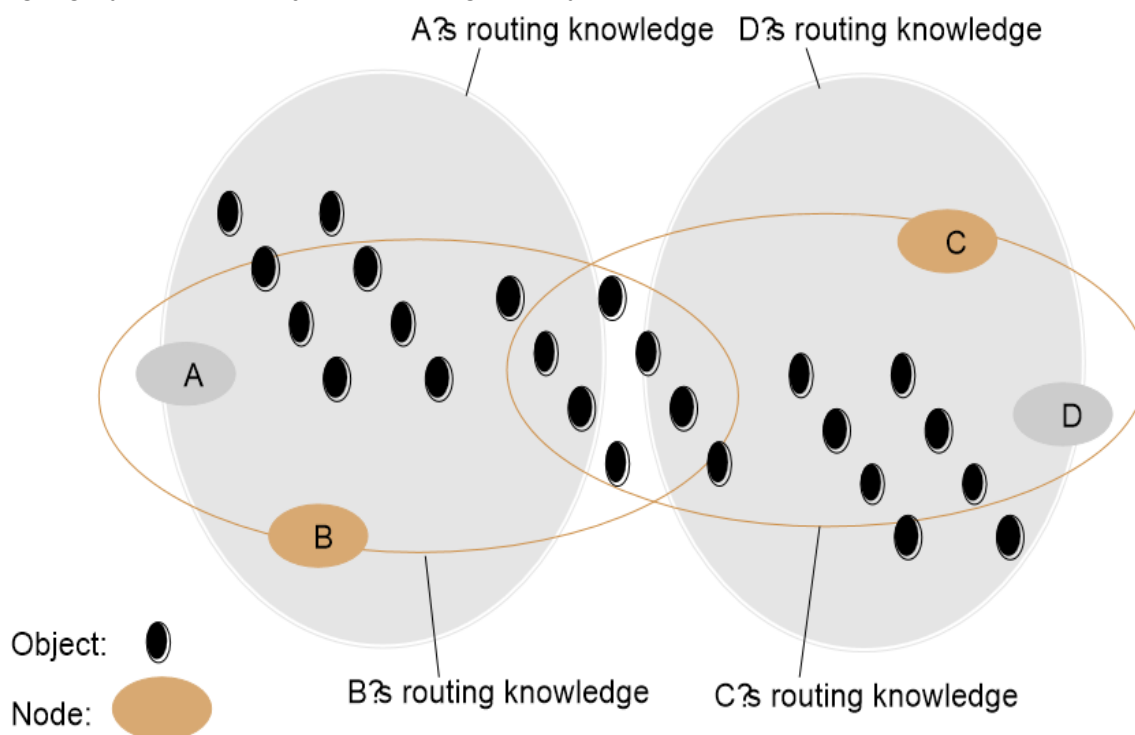 A?s routing knowledge
D?s routing knowledge
C
A
D
B
Object:
B?s routing knowledge
C?s routing knowledge
Node: